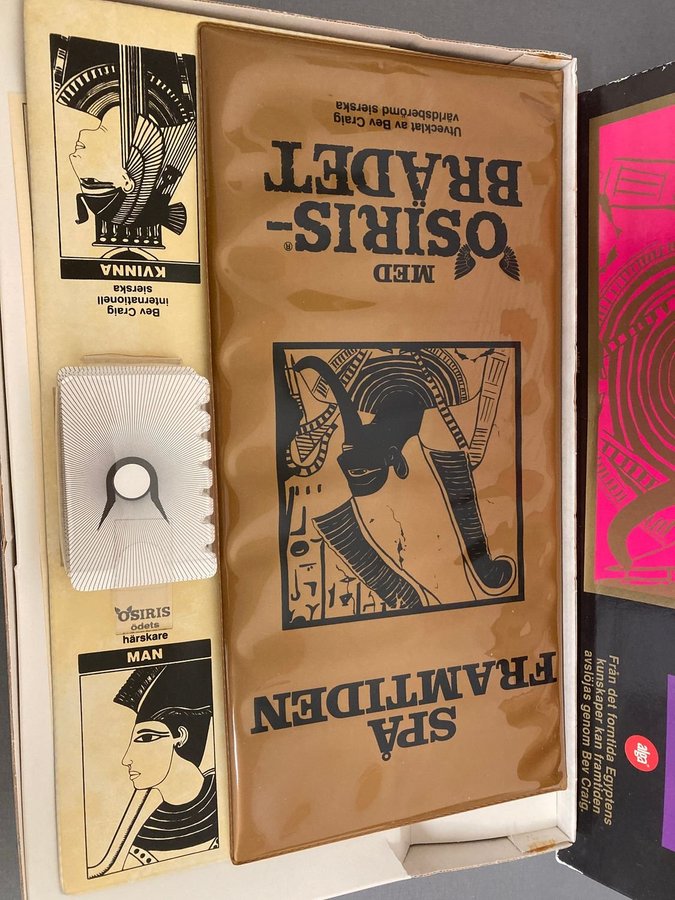 SPÅ
FRAMTIDEN
MED
OSIRIS-®
BRÄDET
Utvecklat av Bev Craig
världsberömd sierska
KVINNA
Bev Craig
internationell
sierska
OSIRIS
ödets
härskare
MAN
Från det forntida Egyptens
kunskaper kan framtiden
avslöjas genom Bev Craig.
alga